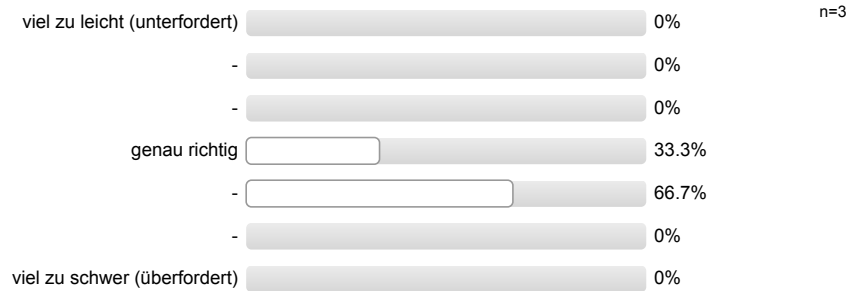 n=3
viel zu leicht (unterfordert) 0%
- 0%
- 0%
genau richtig 33.3%
- 66.7%
- 0%
viel zu schwer (überfordert) 0%